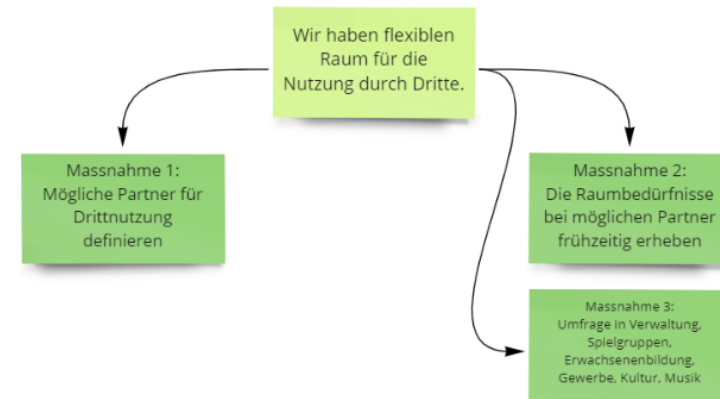 Wir haben flexiblen
Raum für die
Nutzung durch Dritte.
Massnahme 1:
Mögliche Partner für
Drittnutzung
definieren
Massnahme 2:
Die Raumbedürfnisse
bei möglichen Partner
frühzeitig erheben
Massnahme 3:
Umfrage in Verwaltung,
Spielgruppen,
Erwachsenenbildung,
Gewerbe, Kultur, Musik